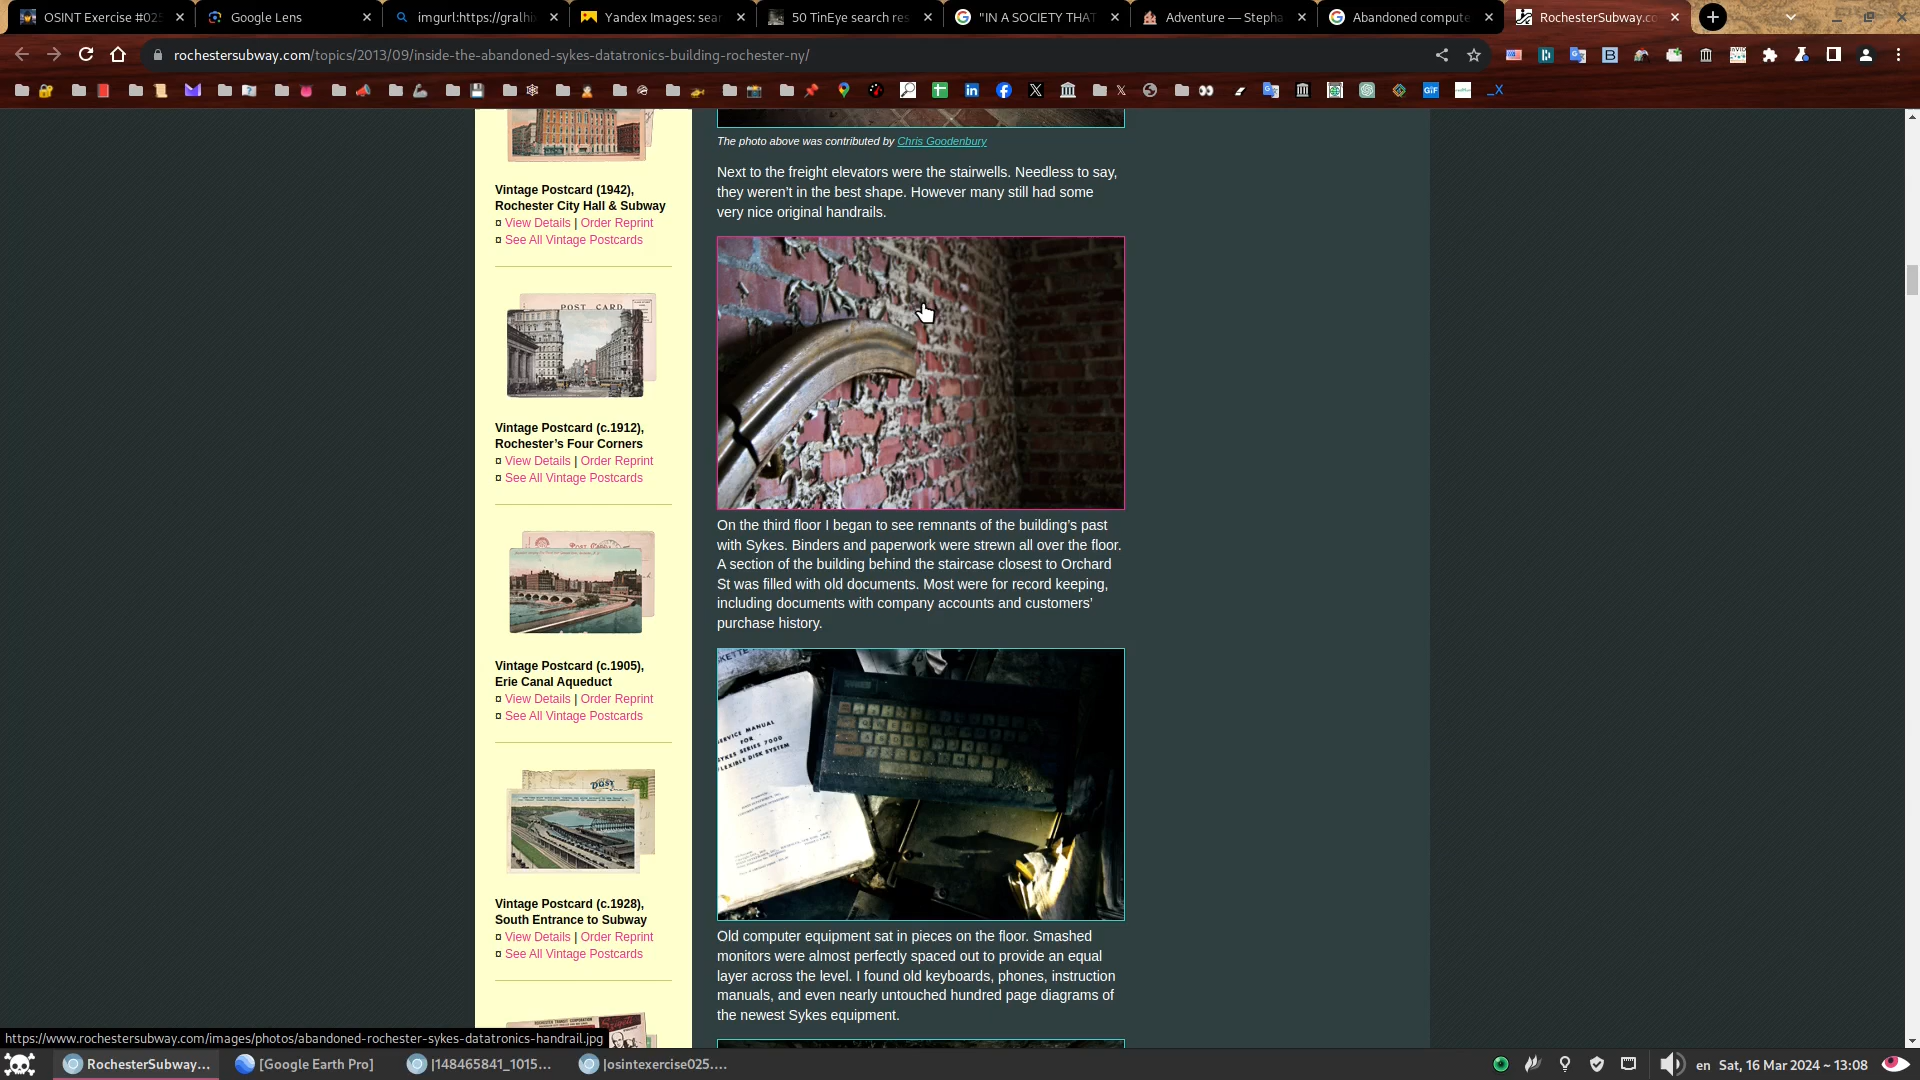 OSINT Exercise #025
Google Lens
imgurl:https://gralhi
Yandex Images: sear
50 TinEye search res
"IN A SOCIETY THAT
Adventure — Stepha
Abandoned compute
RochesterSubway.co
rochestersubway.com/topics/2013/09/inside-the-abandoned-sykes-datatronics-building-rochester-ny/
Vintage Postcard (1942),
Rochester City Hall & Subway
¤ View Details | Order Reprint
¤ See All Vintage Postcards
POST CARD
Vintage Postcard (c.1912),
Rochester's Four Corners
¤ View Details | Order Reprint
¤ See All Vintage Postcards
Vintage Postcard (c.1905),
Erie Canal Aqueduct
¤ View Details | Order Reprint
¤ See All Vintage Postcards
Vintage Postcard (c.1928),
South Entrance to Subway
¤ View Details | Order Reprint
¤ See All Vintage Postcards
The photo above was contributed by Chris Goodenbury
Next to the freight elevators were the stairwells. Needless to say,
they weren't in the best shape. However many still had some
very nice original handrails.
On the third floor I began to see remnants of the building's past
with Sykes. Binders and paperwork were strewn all over the floor.
A section of the building behind the staircase closest to Orchard
St was filled with old documents. Most were for record keeping,
including documents with company accounts and customers'
purchase history.
SERVICE MANUAL
FOR
SYKES SERIES 7000
FLEXIBLE DISK SYSTEM
Old computer equipment sat in pieces on the floor. Smashed
monitors were almost perfectly spaced out to provide an equal
layer across the level. I found old keyboards, phones, instruction
manuals, and even nearly untouched hundred page diagrams of
the newest Sykes equipment.
https://www.rochestersubway.com/images/photos/abandoned-rochester-sykes-datatronics-handrail.jpg
RochesterSubway...
[Google Earth Pro]
|148465841_1015...
|osintexercise025....
en
Sat, 16 Mar 2024 ~ 13:08